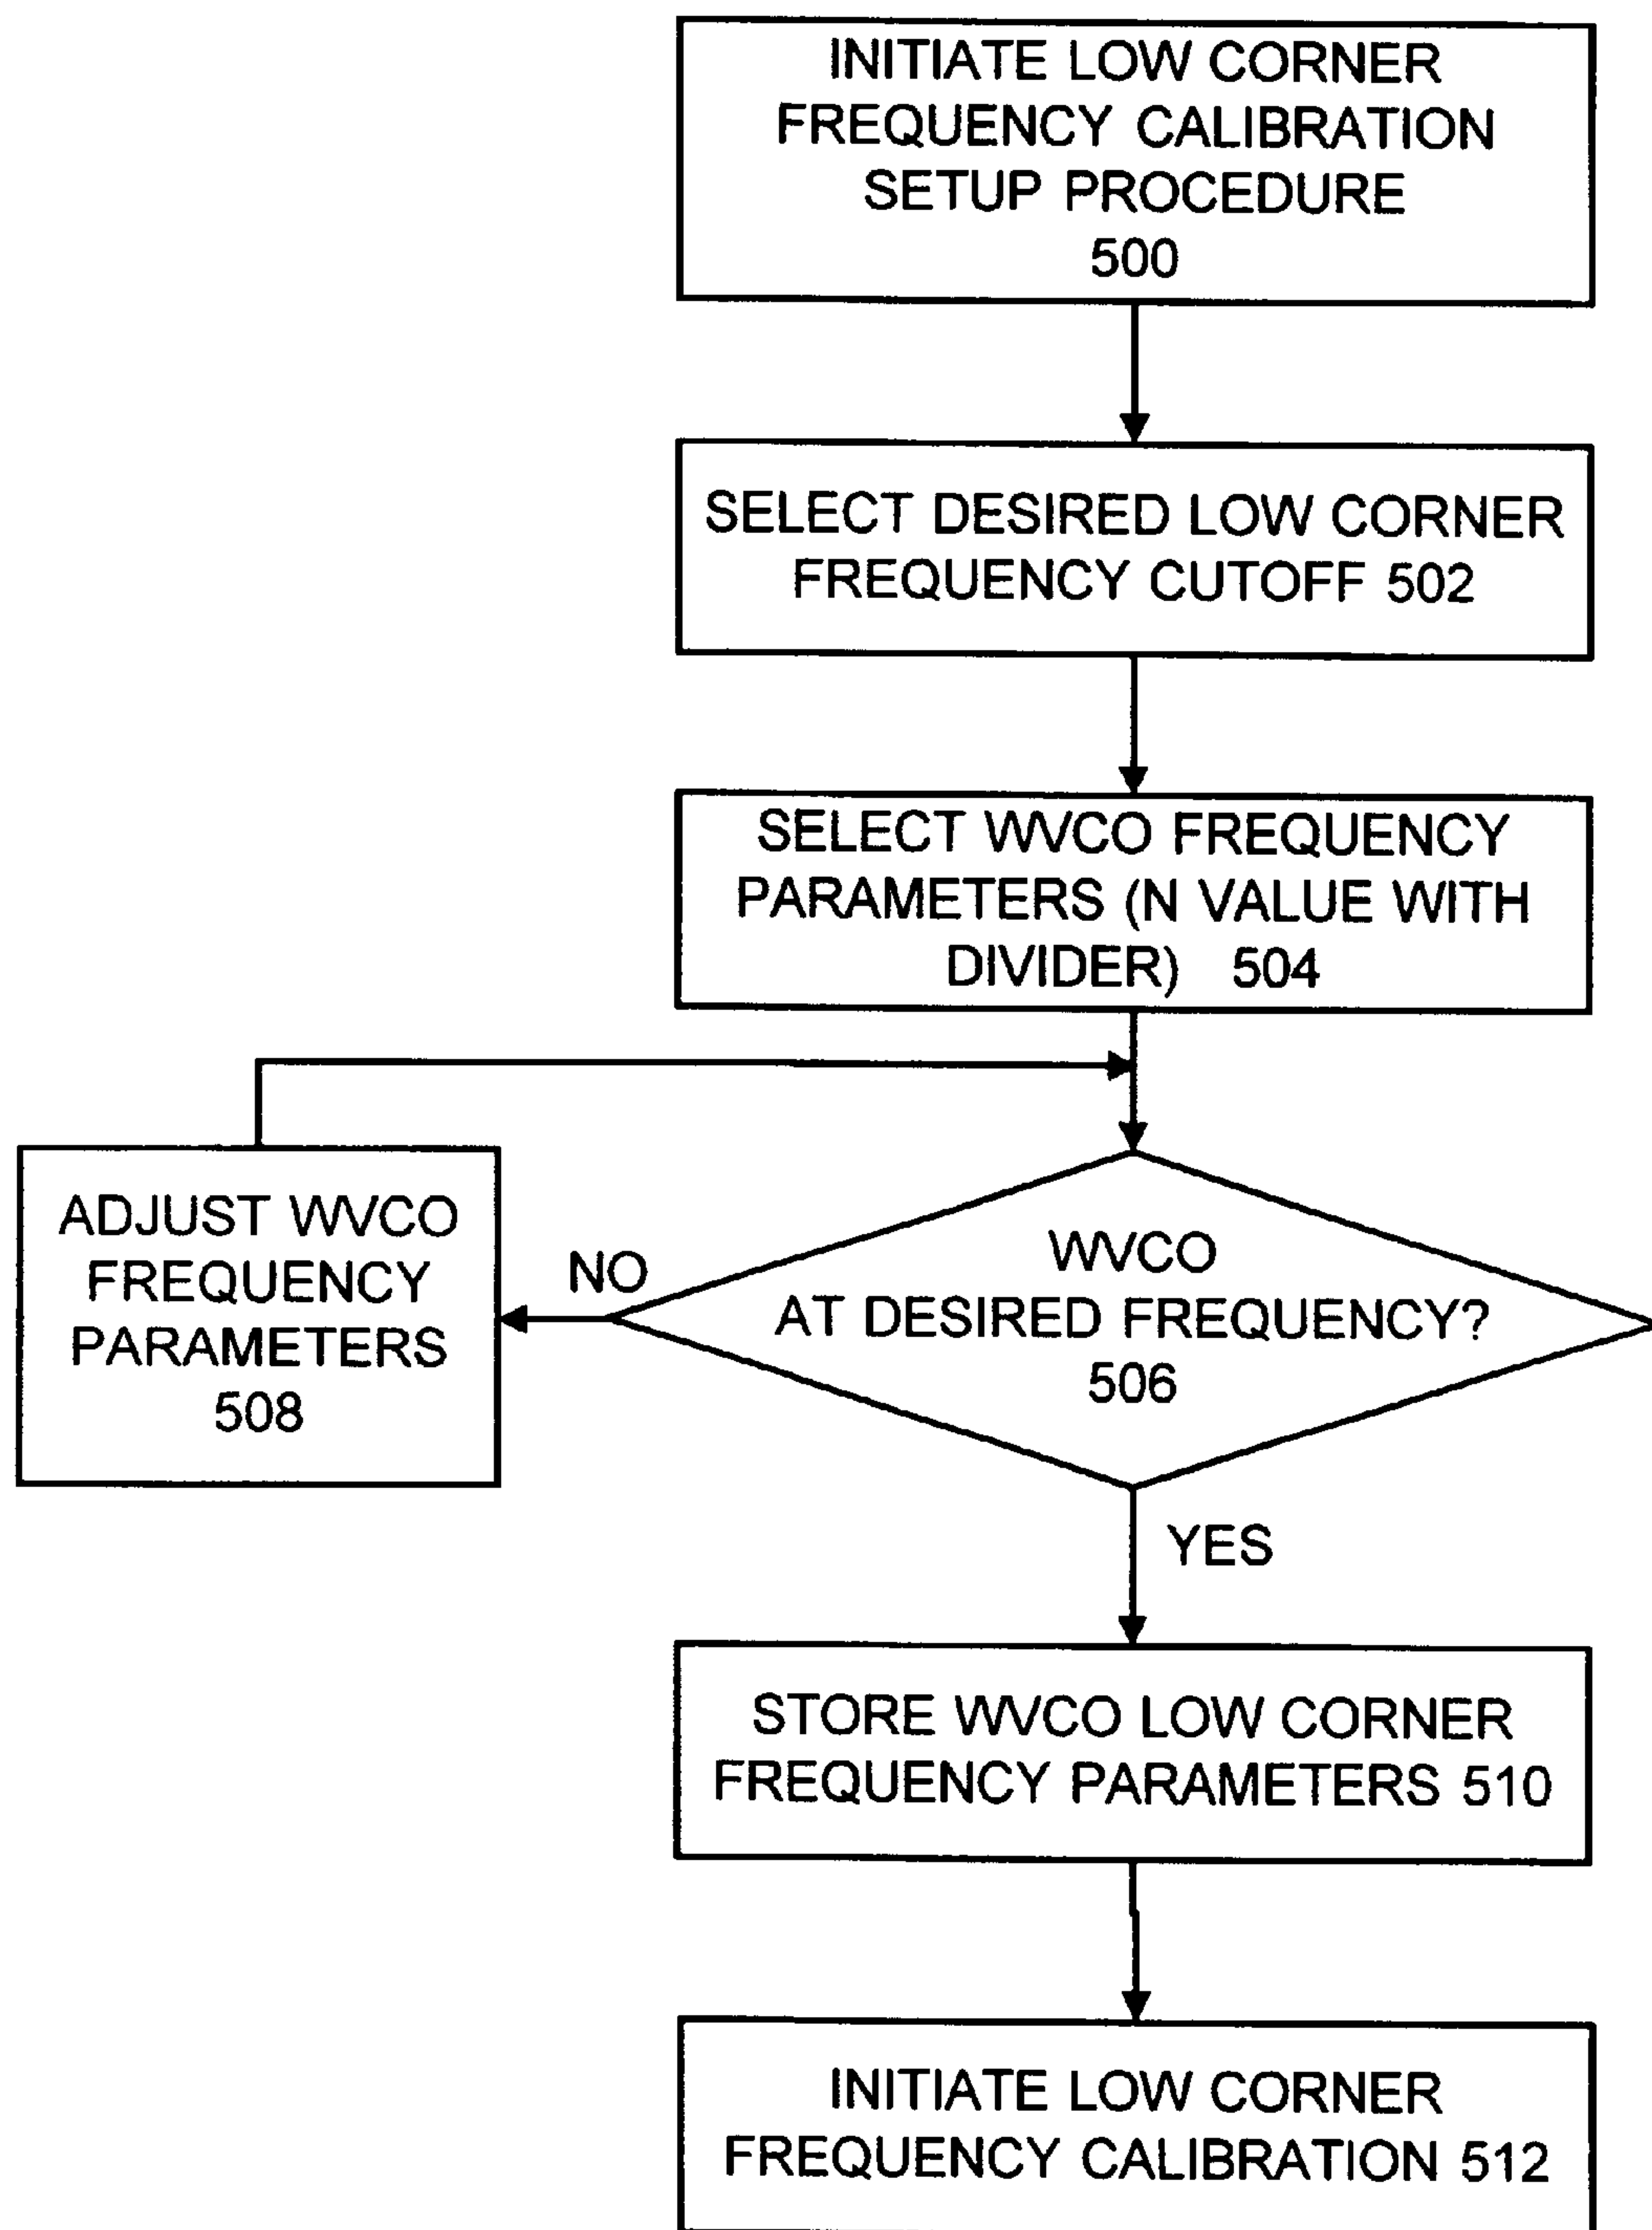 INITIATE LOW CORNER
FREQUENCY CALIBRATION
SETUP PROCEDURE
500
SELECT DESIRED LOW CORNER
FREQUENCY CUTOFF 502
SELECT WVCO FREQUENCY
PARAMETERS (N VALUE WITH
DIVIDER) 504
WVCO
AT DESIRED FREQUENCY?
506
NO
ADJUST WVCO
FREQUENCY
PARAMETERS
508
YES
STORE WVCO LOW CORNER
FREQUENCY PARAMETERS 510
INITIATE LOW CORNER
FREQUENCY CALIBRATION 512